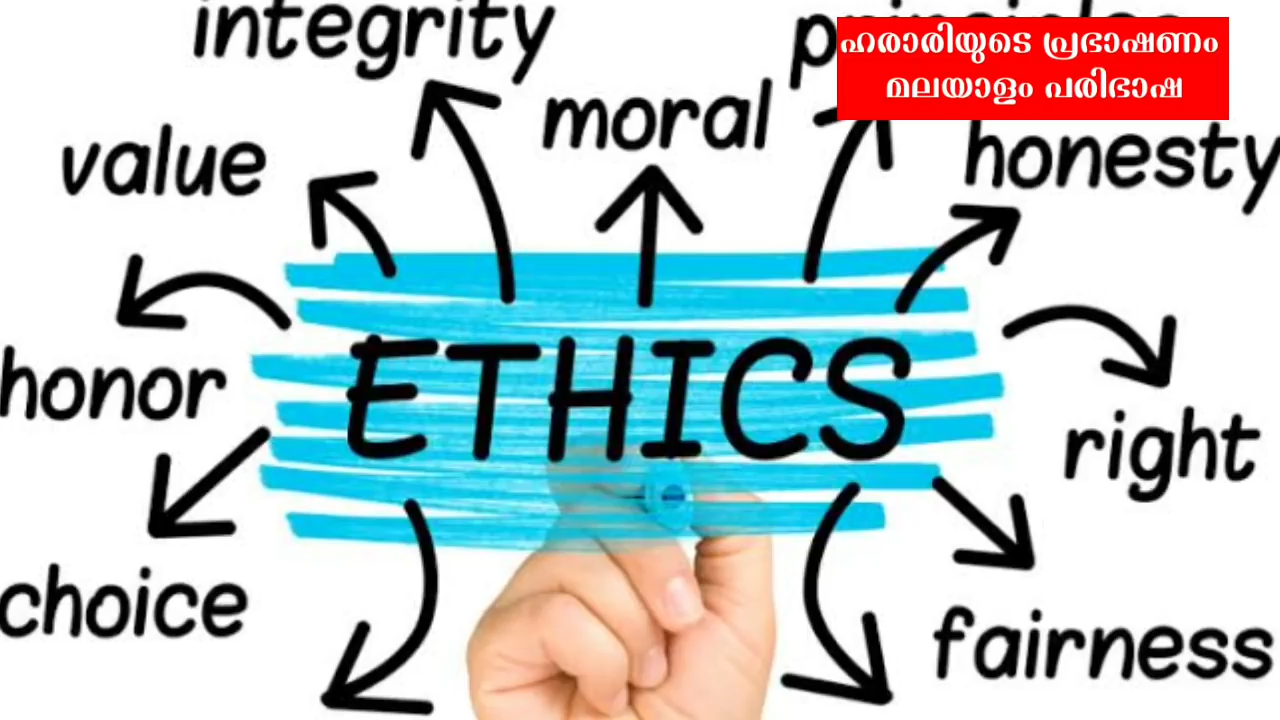 integrity
ഹരാരിയുടെ പ്രഭാഷണം
മലയാളം പരിഭാഷ
moral
value
honesty
honor
ETHICS
right
choice
fairness